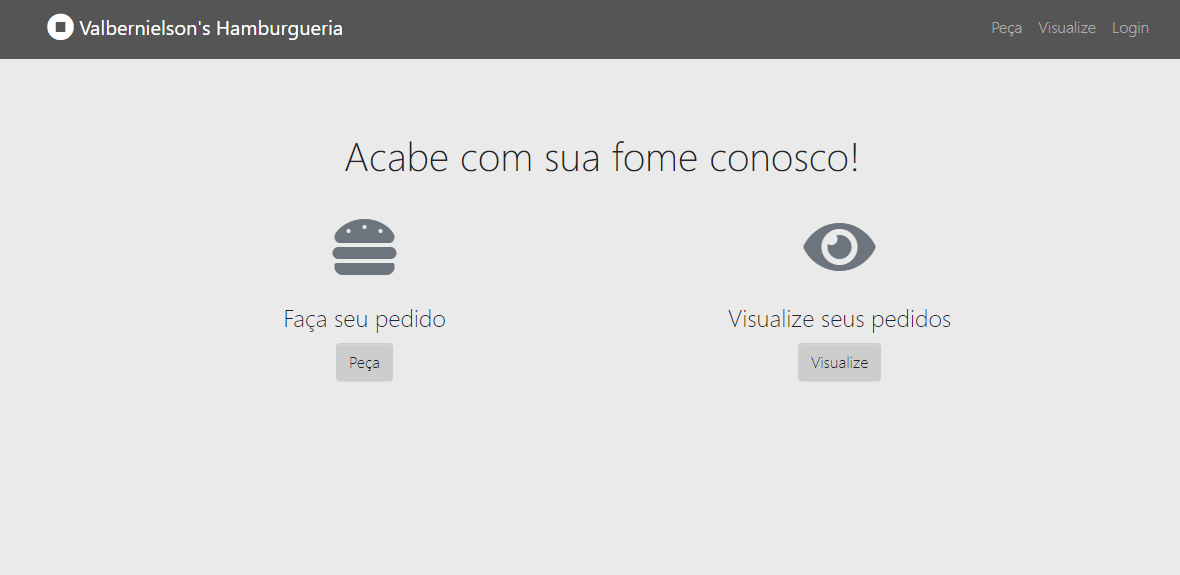 Valbernielson's Hamburgueria
Peça Visualize Login
Acabe com sua fome conosco!
Faça seu pedido
Visualize seus pedidos
Peça
Visualize